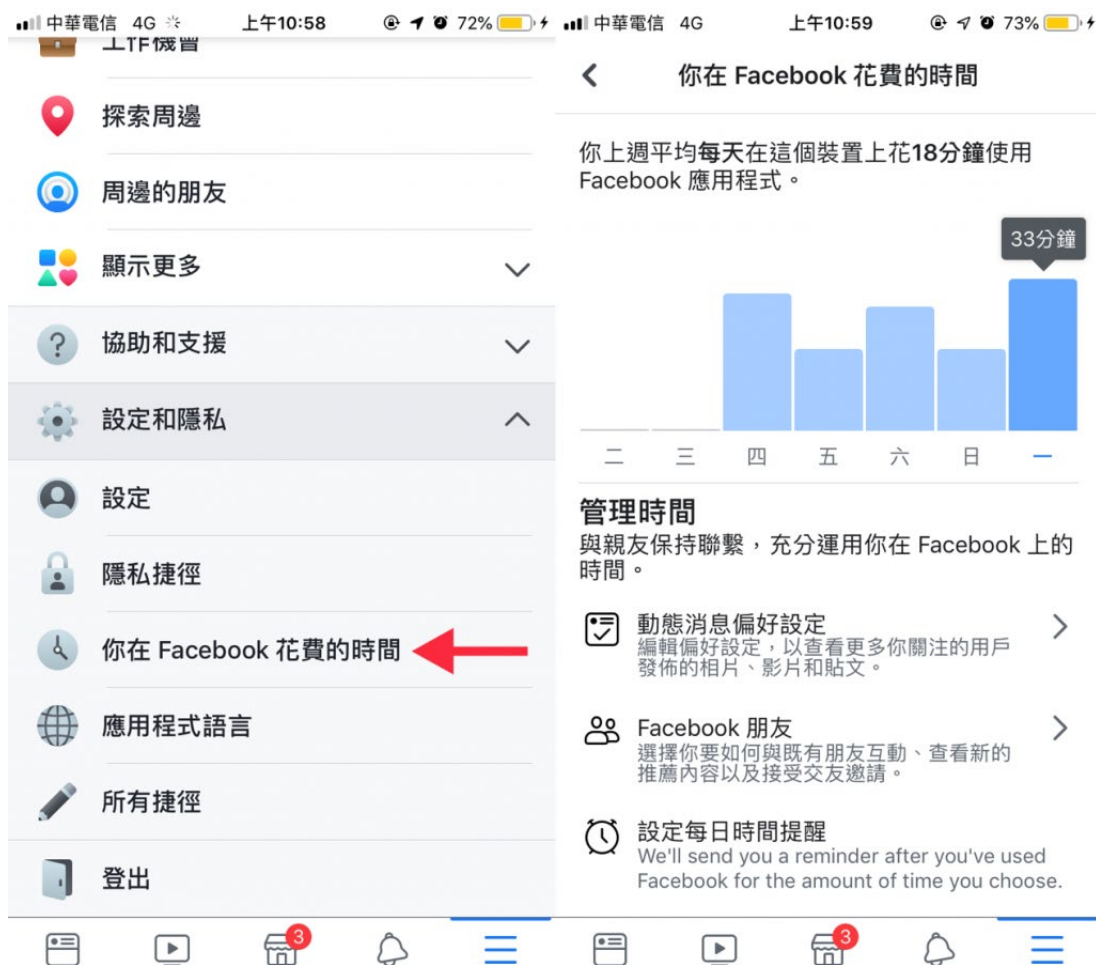 中華電信 4G 上午10:58 72%
工作機會
探索周邊
周邊的朋友
顯示更多
協助和支援
設定和隱私
設定
隱私捷徑
你在 Facebook 花費的時間
應用程式語言
所有捷徑
登出
3
中華電信 4G 上午10:59 73%
你在 Facebook 花費的時間
你上週平均每天在這個裝置上花18分鐘使用
Facebook 應用程式。
33分鐘
二 三 四 五 六 日 一
管理時間
與親友保持聯繫，充分運用你在 Facebook 上的
時間。
動態消息偏好設定
編輯偏好設定，以查看更多你關注的用戶
發佈的相片、影片和貼文。
Facebook 朋友
選擇你要如何與既有朋友互動、查看新的
推薦內容以及接受交友邀請。
設定每日時間提醒
We'll send you a reminder after you've used
Facebook for the amount of time you choose.
3